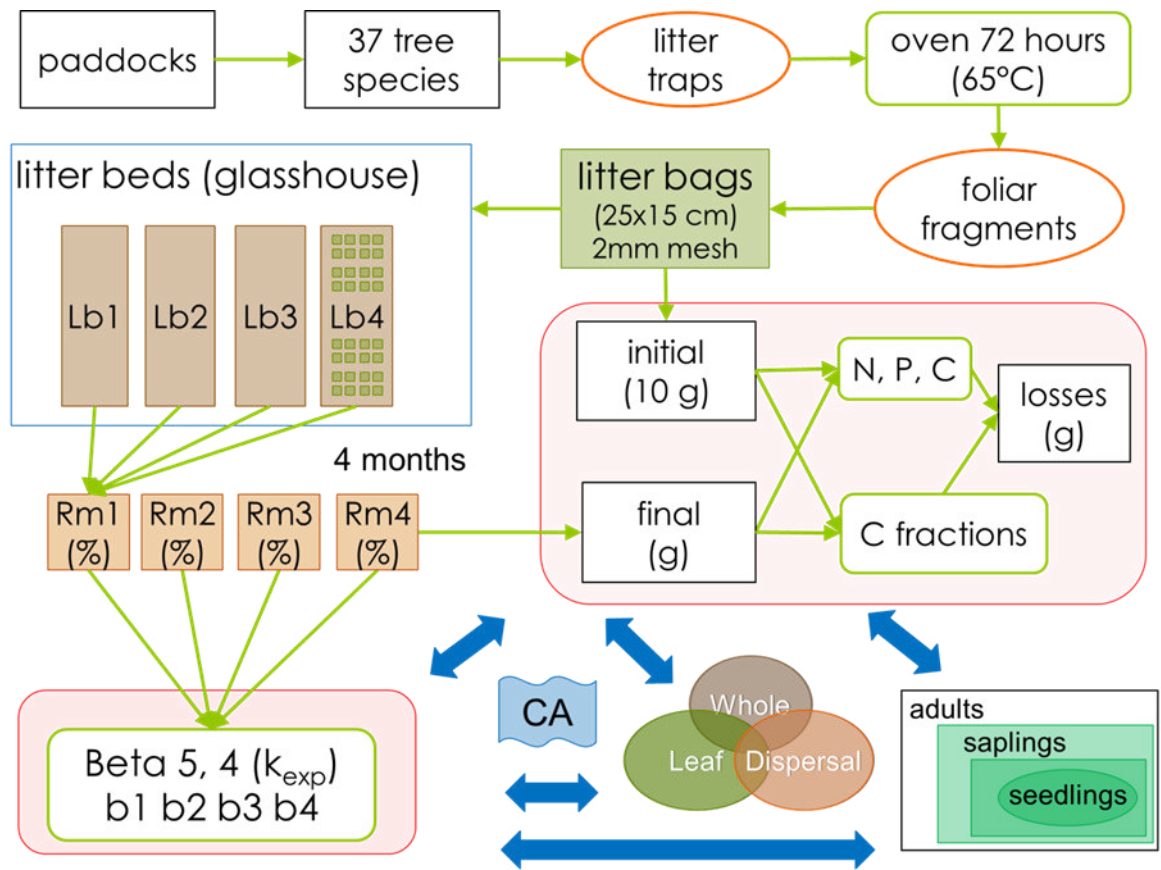 paddocks
37 tree
species
litter
traps
oven 72 hours
(65°C)
litter beds (glasshouse)
litter bags
(25x15 cm)
2mm mesh
foliar
fragments
Lb1
Lb2
Lb3
Lb4
initial
(10 g)
N, P, C
losses
(g)
4 months
Rm1
(%)
Rm2
(%)
Rm3
(%)
Rm4
(%)
final
(g)
C fractions
Beta 5, 4 (kexp)
b1 b2 b3 b4
CA
Whole
Leaf
Dispersal
adults
saplings
seedlings